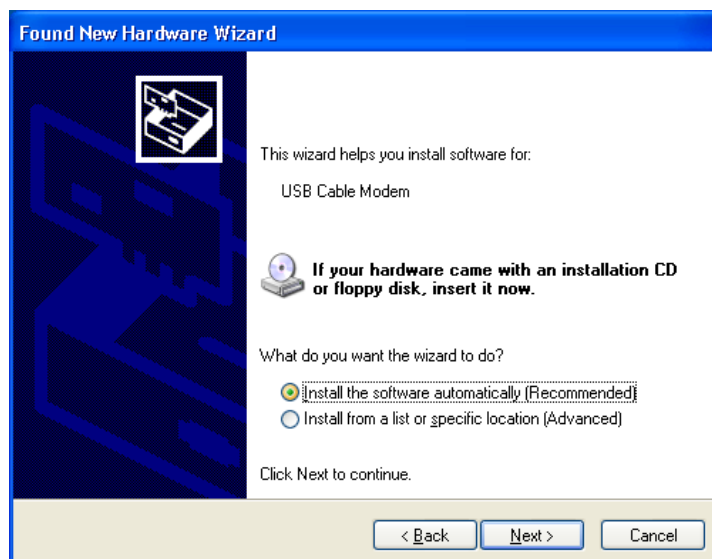 Found New Hardware Wizard
This wizard helps you install software for:
USB Cable Modem
If your hardware came with an installation CD
or floppy disk, insert it now.
What do you want the wizard to do?
Install the software automatically (Recommended)
Install from a list or specific location (Advanced)
Click Next to continue.
< Back
Next >
Cancel